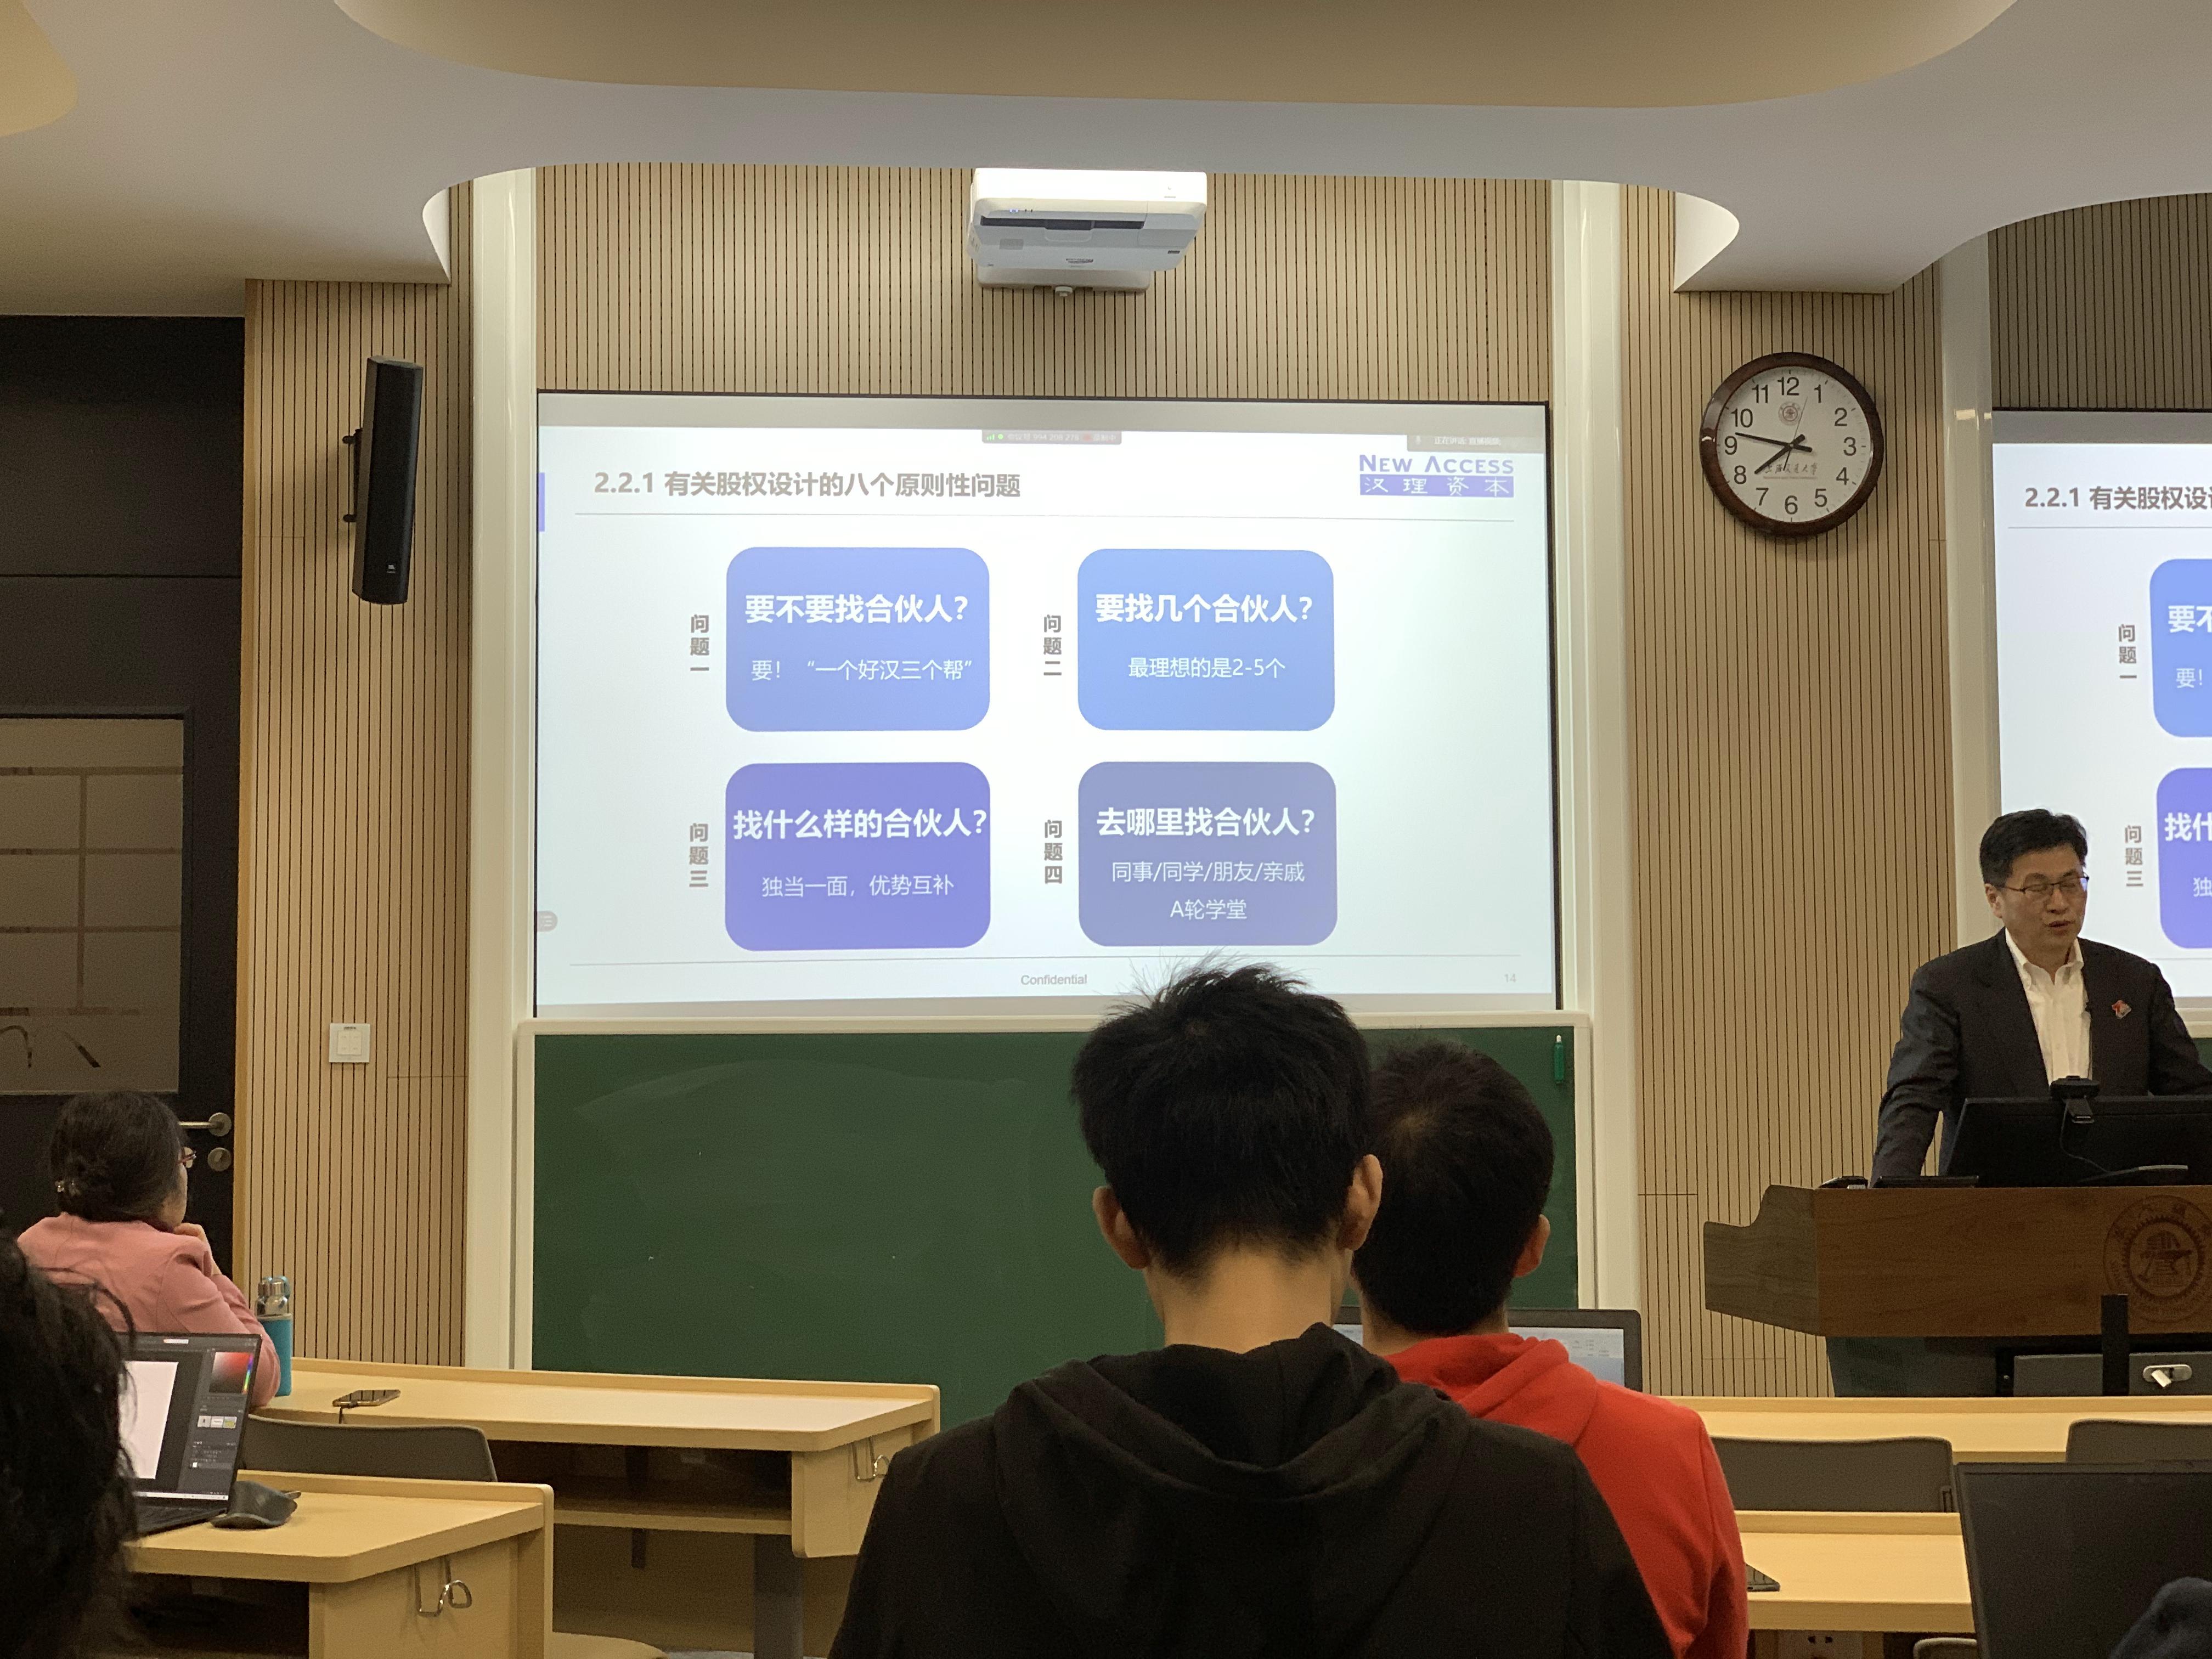 2.2.1 有关股权设计的八个原则性问题
NEW ACCESS
汉理资本
问题一
要不要找合伙人？
要！“一个好汉三个帮”
问题二
要找几个合伙人？
最理想的是2-5个
问题三
找什么样的合伙人？
独当一面，优势互补
问题四
去哪里找合伙人？
同事/同学/朋友/亲戚
A轮学堂
Confidential
14
11 12 1
10 2
9 3
8 4
7 6 5
上海交通大学
2.2.1 有关股权设
问题一
要不
要！
问题三
找什
独